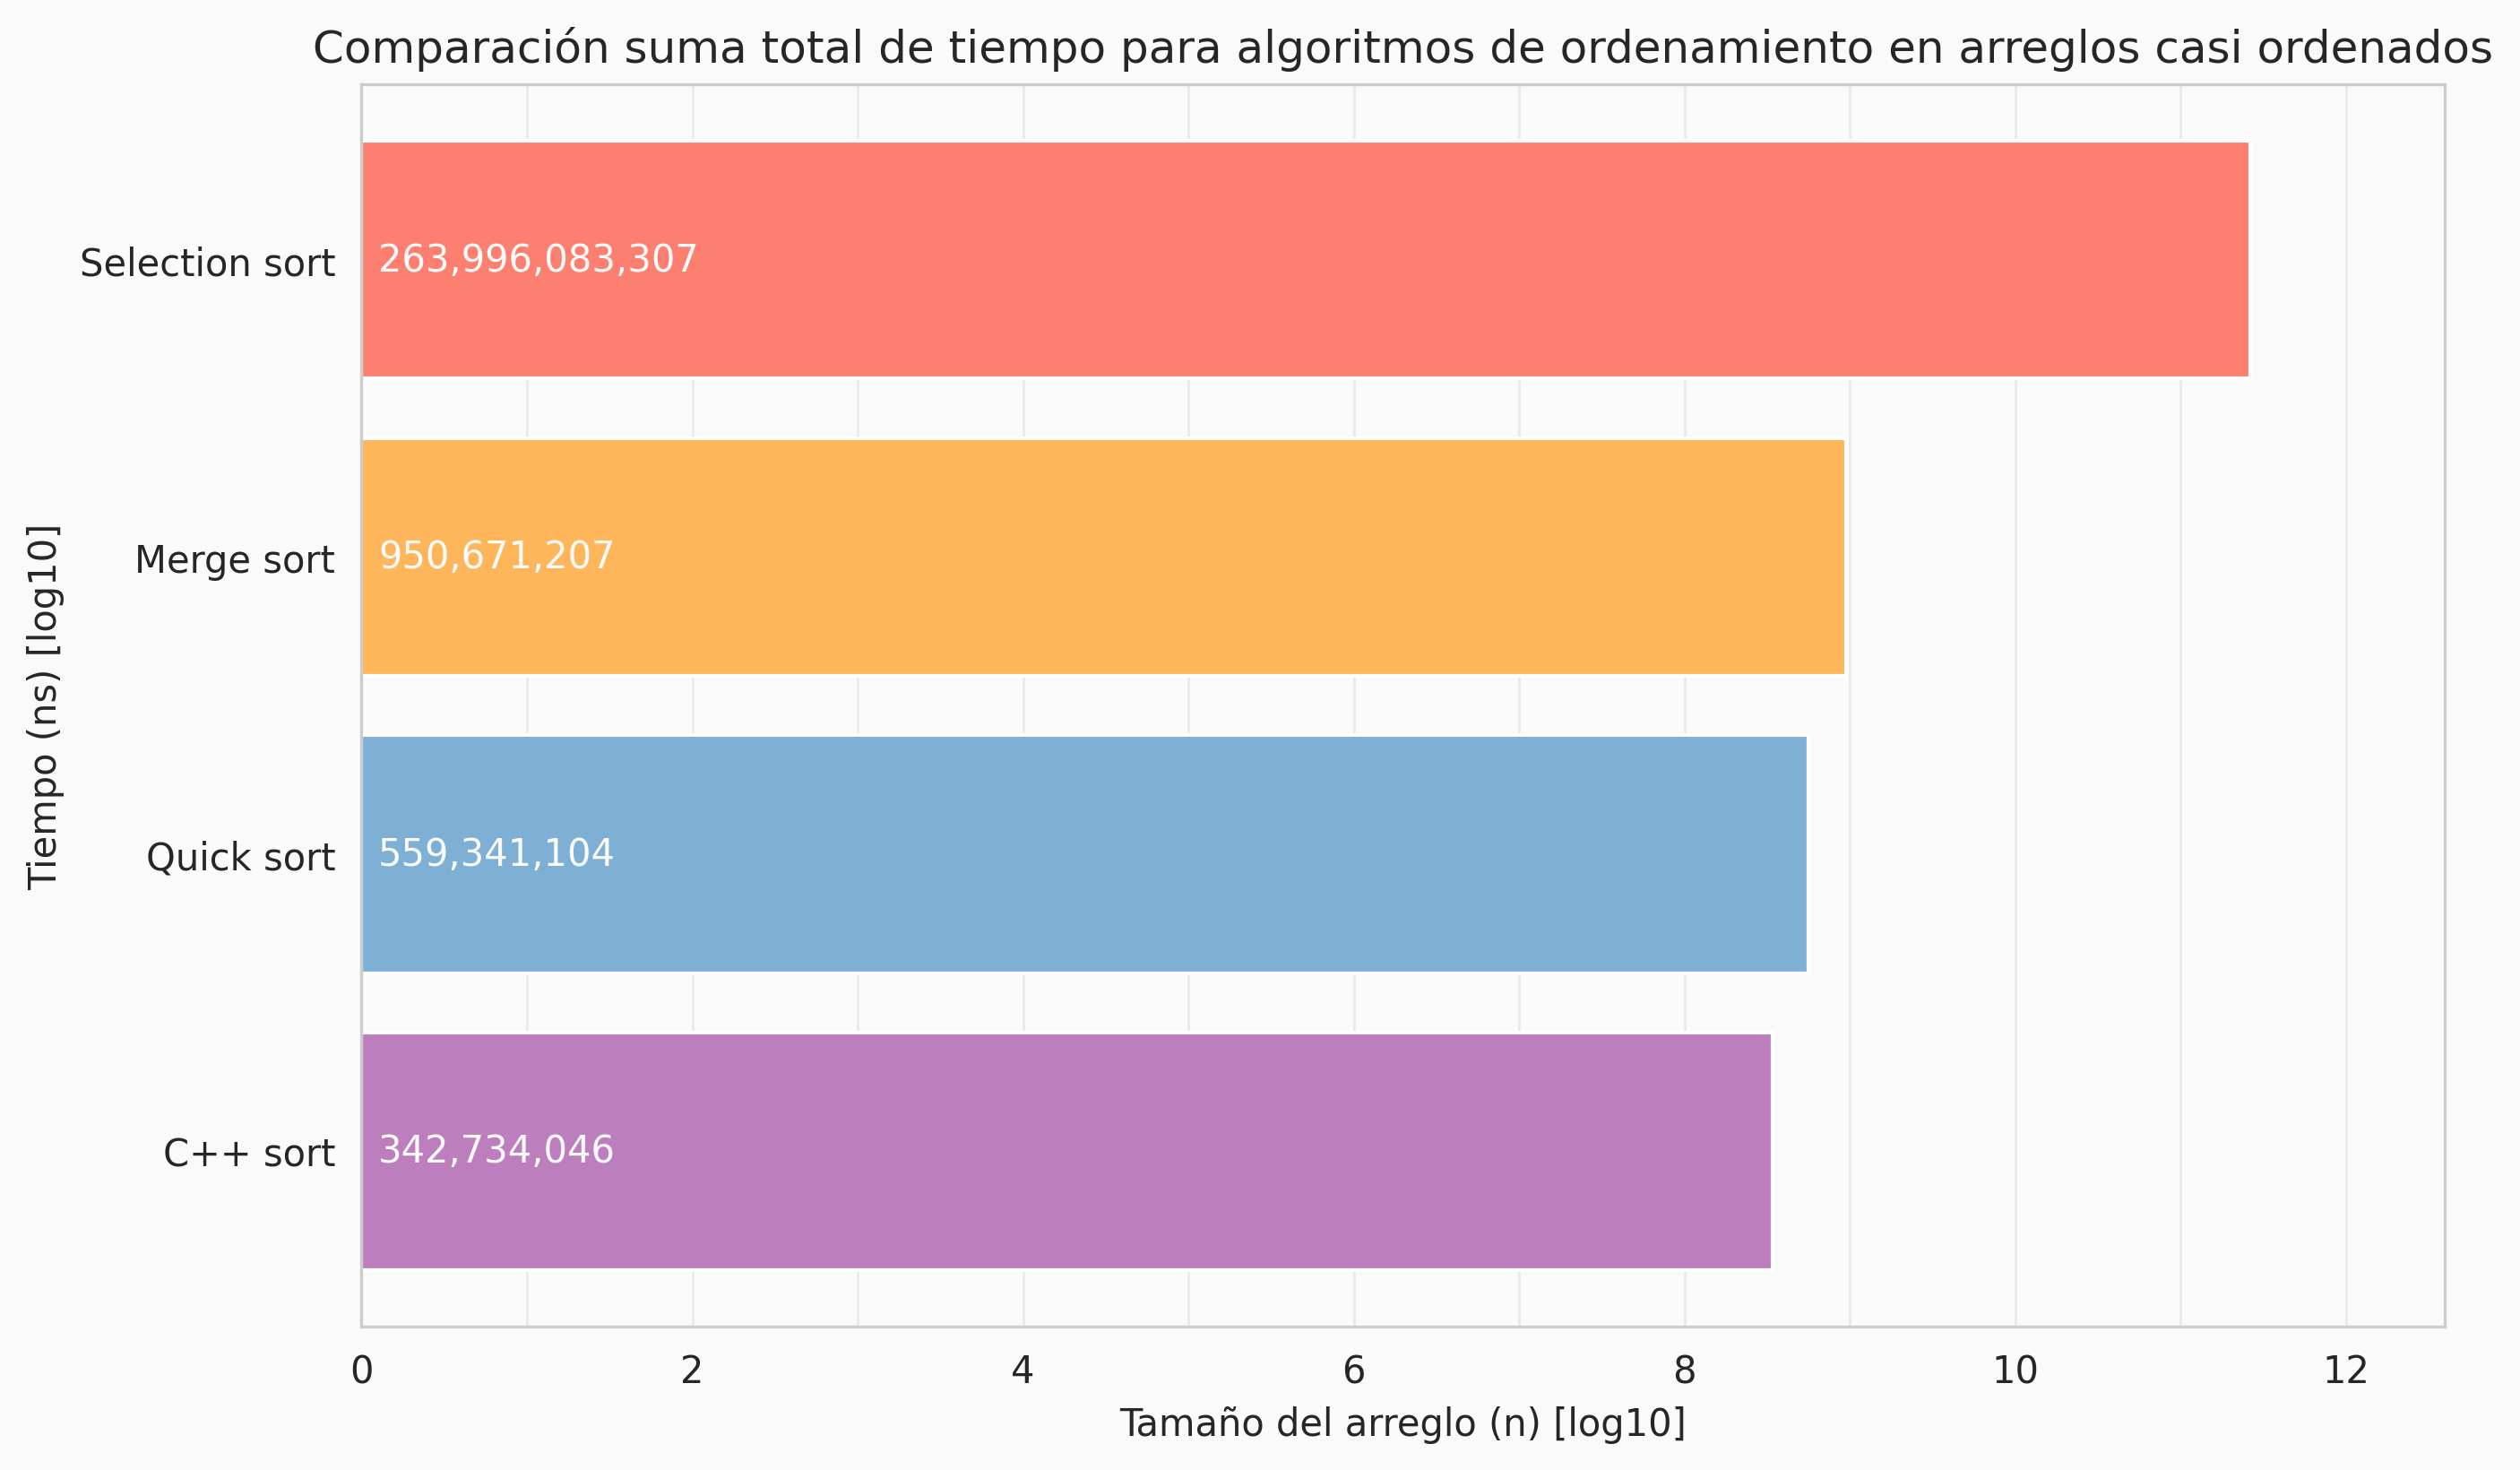 Comparación suma total de tiempo para algoritmos de ordenamiento en arreglos casi ordenados
Tiempo (ns) [log10]
Selection sort
263,996,083,307
Merge sort
950,671,207
Quick sort
559,341,104
C++ sort
342,734,046
0 2 4 6 8 10 12
Tamaño del arreglo (n) [log10]